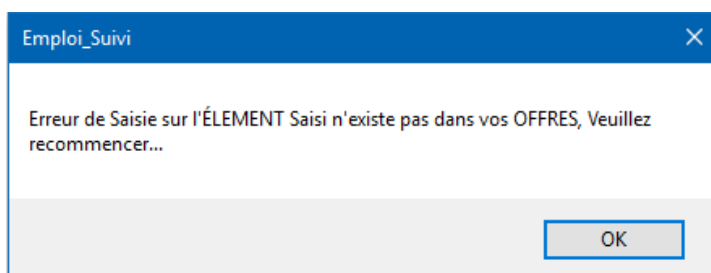 Emploi_Suivi
Erreur de Saisie sur l'ÉLEMENT Saisi n'existe pas dans vos OFFRES, Veuillez
recommencer...
OK